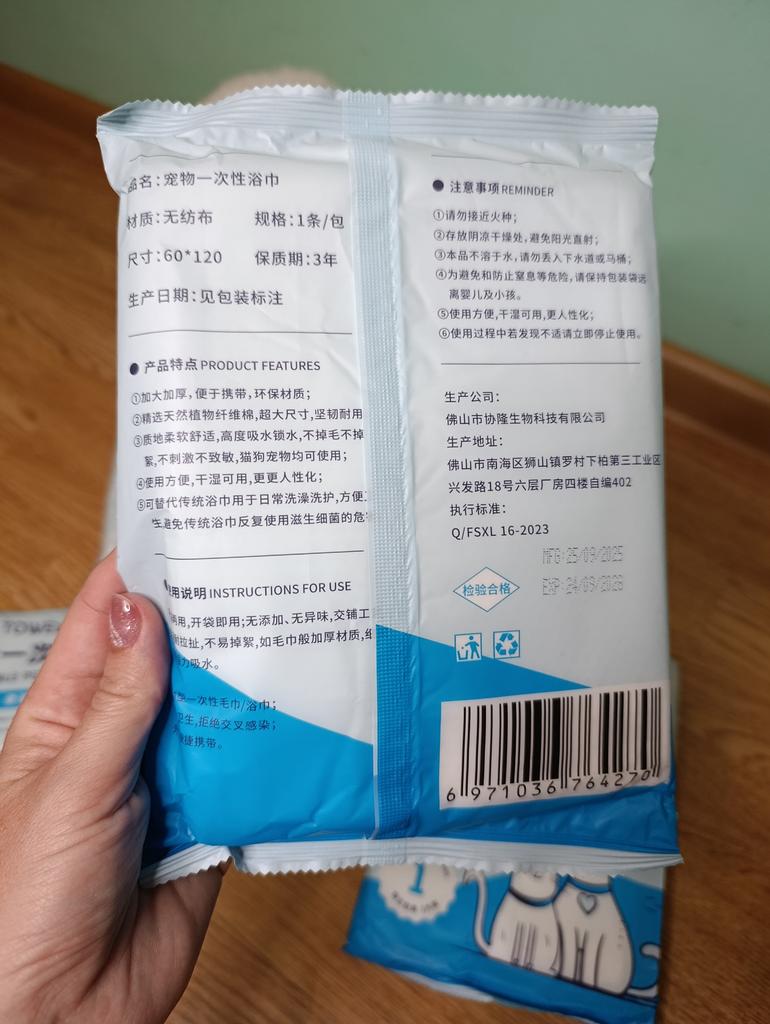 品名：宠物一次性浴巾
材质：无纺布 规格：1条/包
尺寸：60*120 保质期：3年
生产日期：见包装标注
● 产品特点 PRODUCT FEATURES
①加大加厚，便于携带，环保材质；
②精选天然植物纤维棉，超大尺寸，坚韧耐用
③质地柔软舒适，高度吸水锁水，不掉毛不掉
絮，不刺激不致敏，猫狗宠物均可使用；
④使用方便，干湿可用，更更人性化；
⑤可替代传统浴巾用于日常洗澡洗护，方便
生避免传统浴巾反复使用滋生细菌的危
用说明 INSTRUCTIONS FOR USE
两用，开袋即用；无添加、无异味，交铺工
拉扯，不易掉絮，如毛巾般加厚材质，
力吸水。
一次性毛巾/浴巾；
卫生，拒绝交叉感染；
捷携带。
● 注意事项 REMINDER
①请勿接近火种；
②存放阴凉干燥处，避免阳光直射；
③本品不溶于水，请勿丢入下水道或马桶；
④为避免和防止窒息等危险，请保持包装袋远
离婴儿及小孩。
⑤使用方便，干湿可用，更人性化；
⑥使用过程中若发现不适请立即停止使用。
生产公司：
佛山市协隆生物科技有限公司
生产地址：
佛山市南海区狮山镇罗村下柏第三工业区
兴发路18号六层厂房四楼自编402
执行标准：
Q/FSXL 16-2023
MFG:25/09/2025
EXP:24/09/2028
检验合格
6 971036 764270
TOWE
1